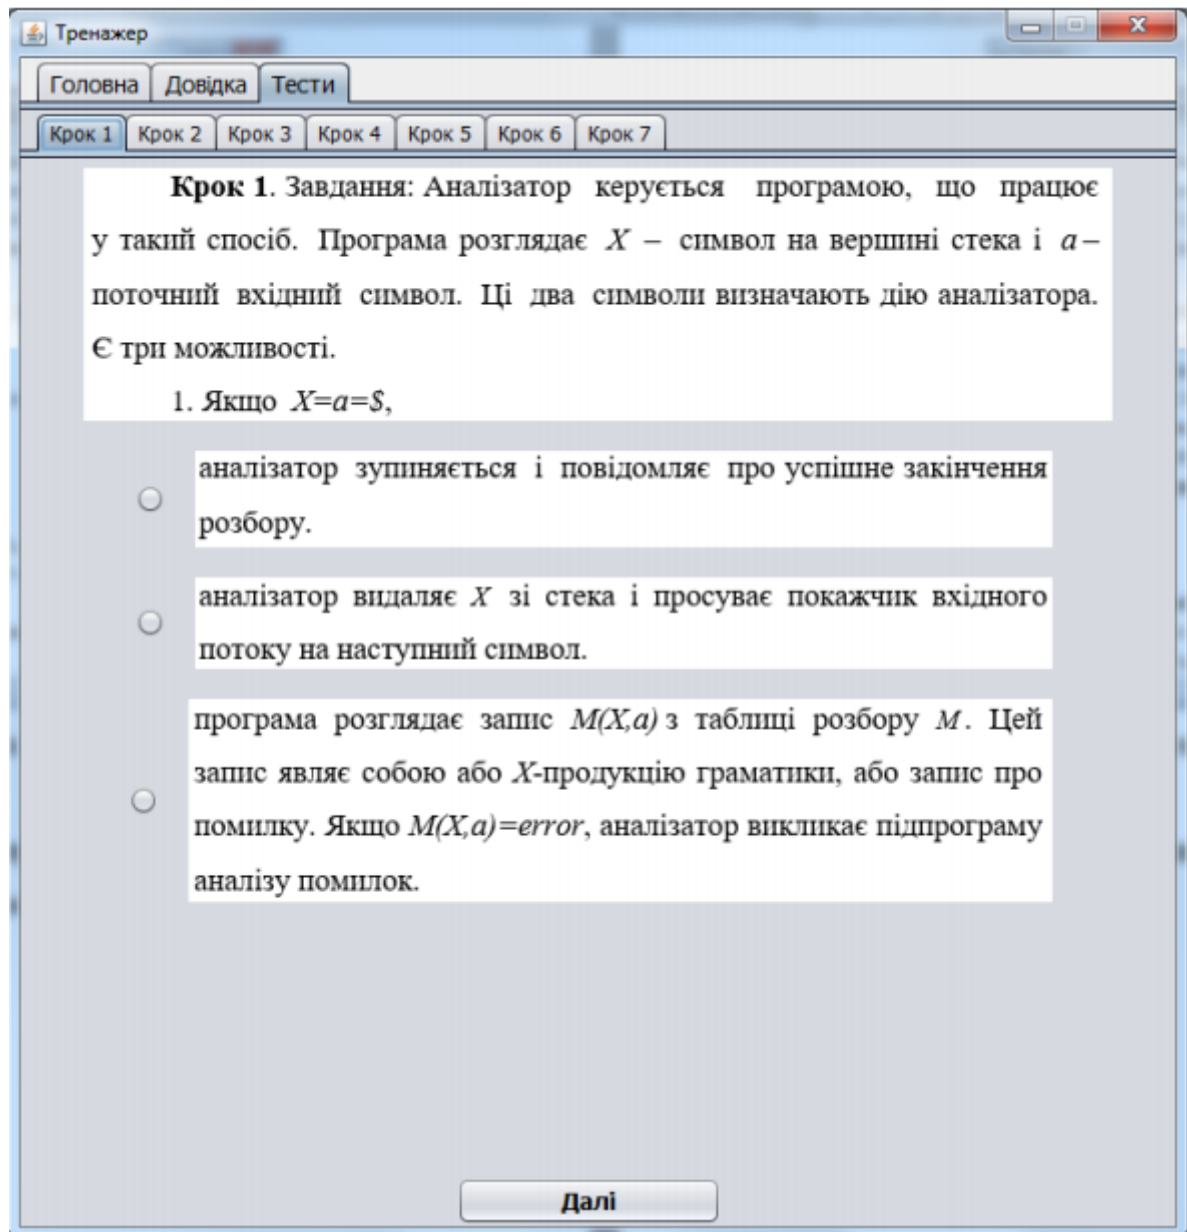 Тренажер
Головна Довідка Тести
Крок 1 Крок 2 Крок 3 Крок 4 Крок 5 Крок 6 Крок 7
Крок 1. Завдання: Аналізатор керується програмою, що працює
у такий спосіб. Програма розглядає X – символ на вершині стека і a –
поточний вхідний символ. Ці два символи визначають дію аналізатора.
Є три можливості.
1. Якщо X=a=$,
аналізатор зупиняється і повідомляє про успішне закінчення
розбору.
аналізатор видаляє X зі стека і просуває покажчик вхідного
потоку на наступний символ.
програма розглядає запис M(X,a) з таблиці розбору M. Цей
запис являє собою або X-продукцію граматики, або запис про
помилку. Якщо M(X,a)=error, аналізатор викликає підпрограму
аналізу помилок.
Далі